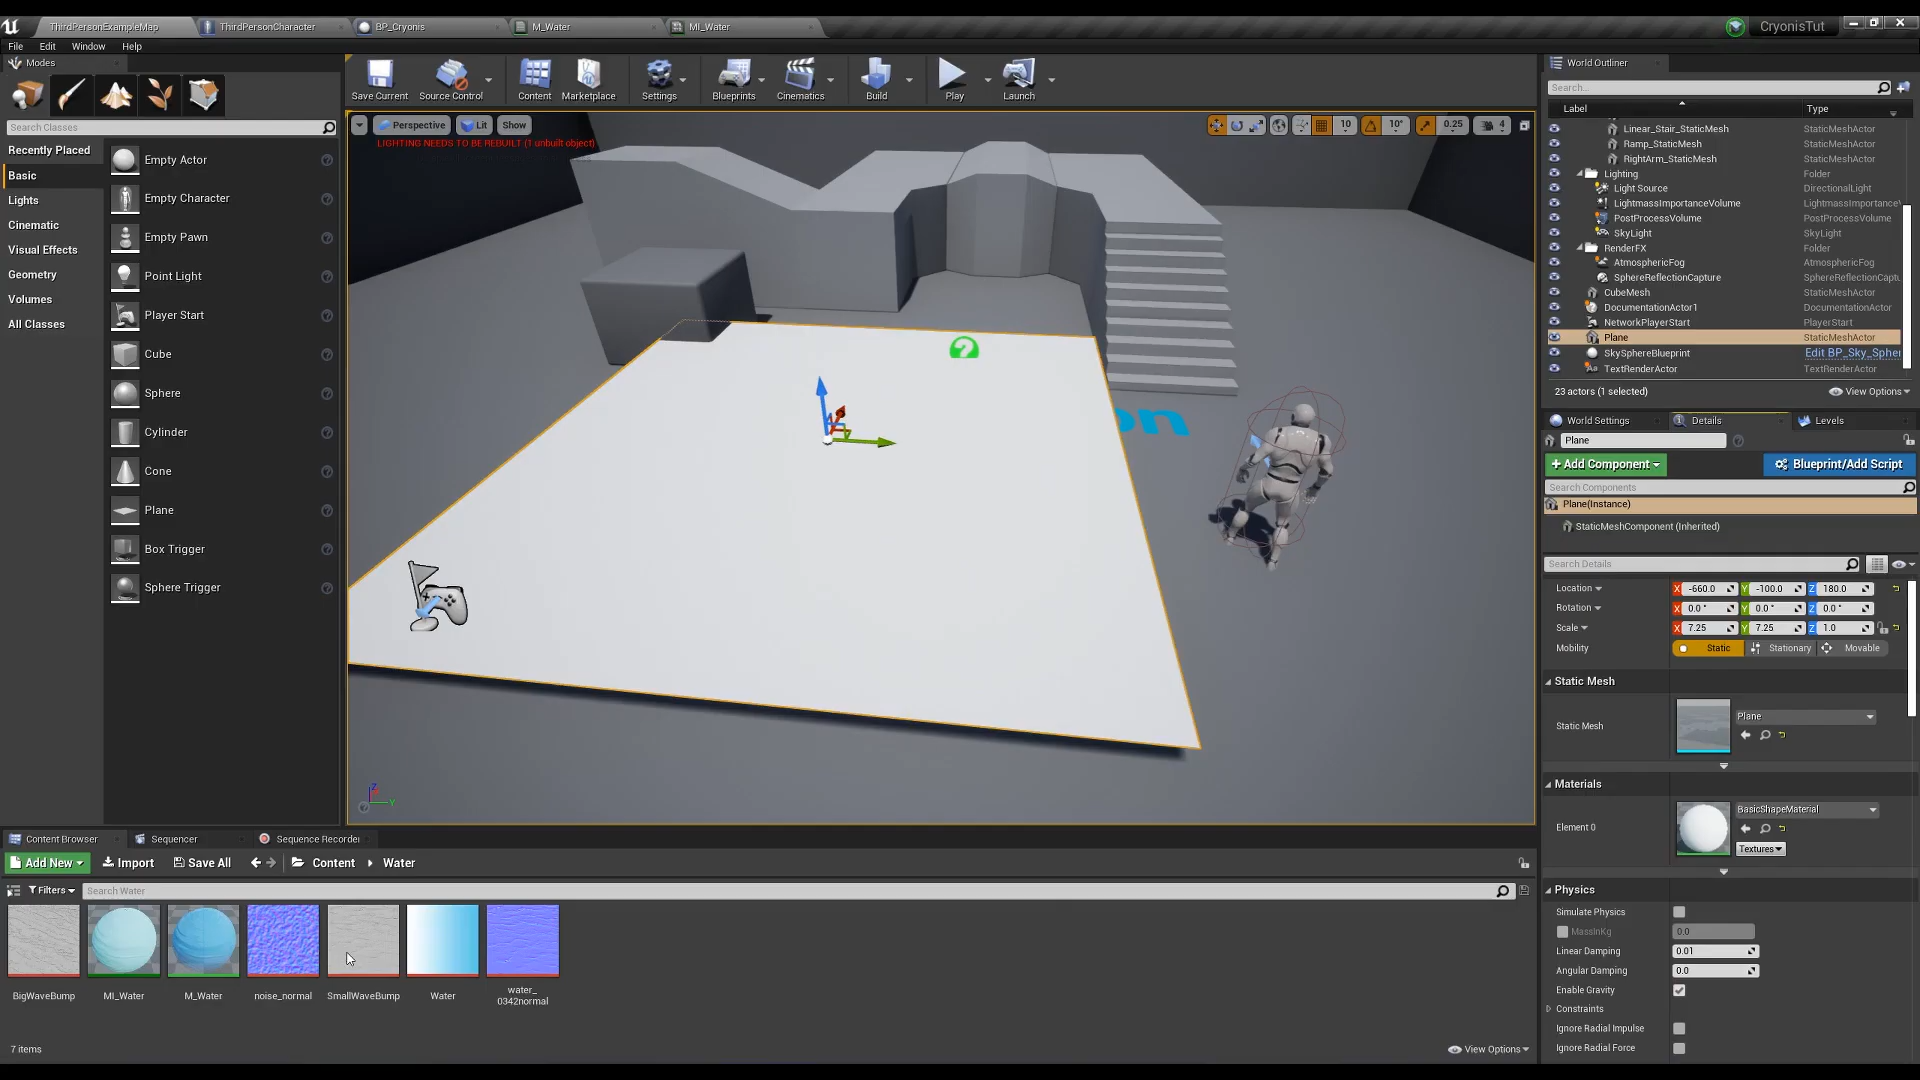 ThirdPersonExampleMap
ThirdPersonCharacter
BP_Cryonis
M_Water
MI_Water
CryonisTut
File Edit Window Help
Modes
Search Classes
Recently Placed
Basic
Lights
Cinematic
Visual Effects
Geometry
Volumes
All Classes
Empty Actor
Empty Character
Empty Pawn
Point Light
Player Start
Cube
Sphere
Cylinder
Cone
Plane
Box Trigger
Sphere Trigger
Save Current
Source Control
Content
Marketplace
Settings
Blueprints
Cinematics
Build
Play
Launch
Perspective Lit Show
10 10° 0.25 4
LIGHTING NEEDS TO BE REBUILT (1 unbuilt object)
on
Z
Y
World Outliner
Search...
Label Type
Linear_Stair_StaticMesh StaticMeshActor
Ramp_StaticMesh StaticMeshActor
RightArm_StaticMesh StaticMeshActor
Lighting Folder
Light Source DirectionalLight
LightmassImportanceVolume LightmassImportanceV
PostProcessVolume PostProcessVolume
SkyLight SkyLight
RenderFX Folder
AtmosphericFog AtmosphericFog
SphereReflectionCapture SphereReflectionCaptu
CubeMesh StaticMeshActor
DocumentationActor1 DocumentationActor
NetworkPlayerStart PlayerStart
Plane StaticMeshActor
SkySphereBlueprint Edit BP_Sky_Spher
TextRenderActor TextRenderActor
23 actors (1 selected) View Options
World Settings Details Levels
Plane
+ Add Component Blueprint/Add Script
Search Components
Plane(Instance)
StaticMeshComponent (Inherited)
Search Details
Location X -660.0 Y -100.0 Z 180.0
Rotation X 0.0 ° Y 0.0 ° Z 0.0 °
Scale X 7.25 Y 7.25 Z 1.0
Mobility Static Stationary Movable
Static Mesh
Static Mesh Plane
Materials
Element 0 BasicShapeMaterial
Textures
Physics
Simulate Physics
MassInKg 0.0
Linear Damping 0.01
Angular Damping 0.0
Enable Gravity
Constraints
Ignore Radial Impulse
Ignore Radial Force
Content Browser Sequencer Sequence Recorder
Add New Import Save All Content Water
Filters Search Water
BigWaveBump
MI_Water
M_Water
noise_normal
SmallWaveBump
Water
water_
0342normal
7 items View Options